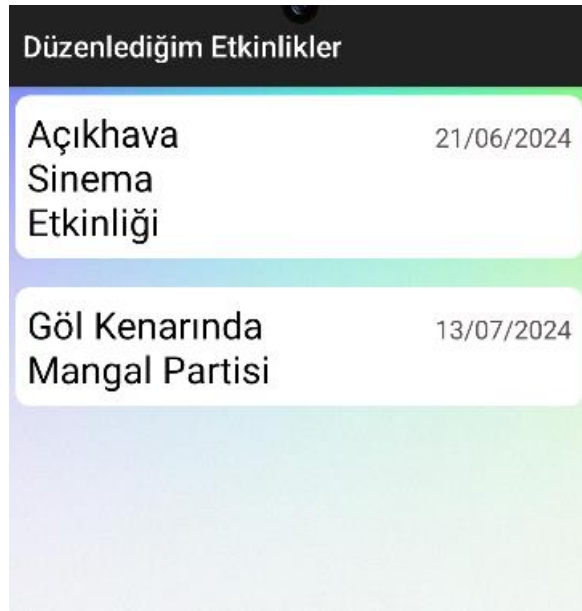 Düzenlediğim Etkinlikler
Açıkhava 21/06/2024
Sinema
Etkinliği
Göl Kenarında 13/07/2024
Mangal Partisi